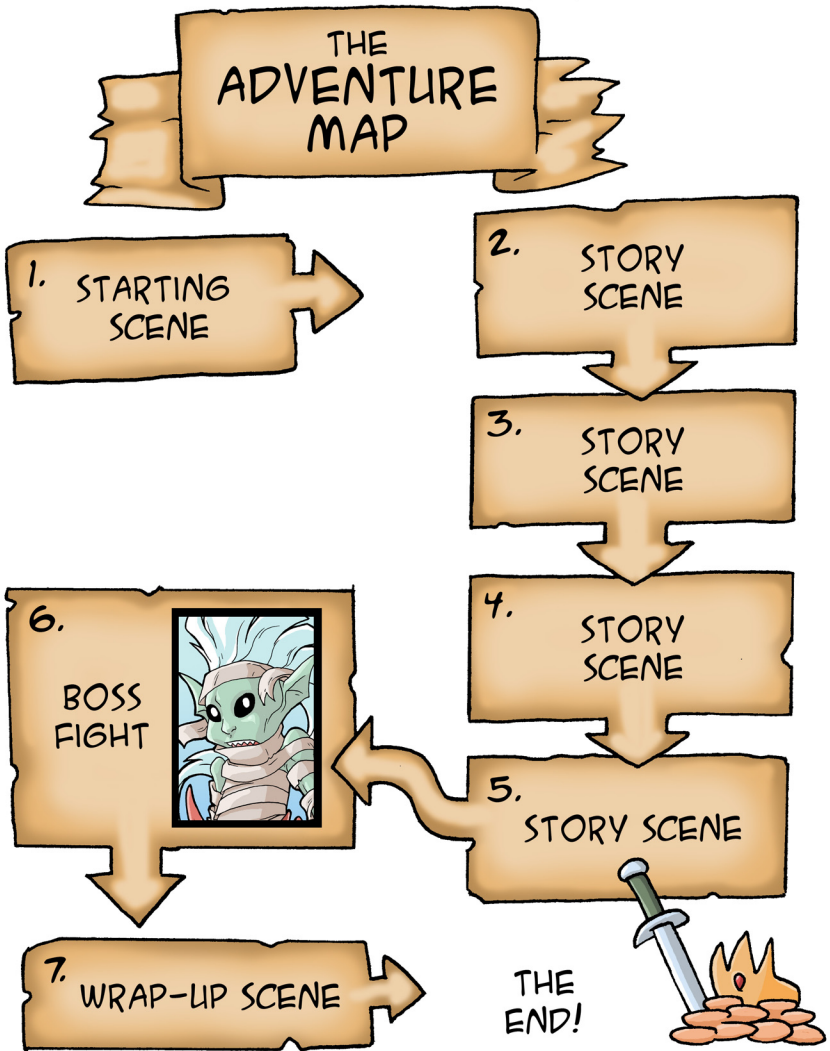 THE
ADVENTURE
MAP
1. STARTING
SCENE
2. STORY
SCENE
3. STORY
SCENE
4. STORY
SCENE
5.
STORY SCENE
6.
BOSS
FIGHT
7. WRAP-UP SCENE
THE
END!